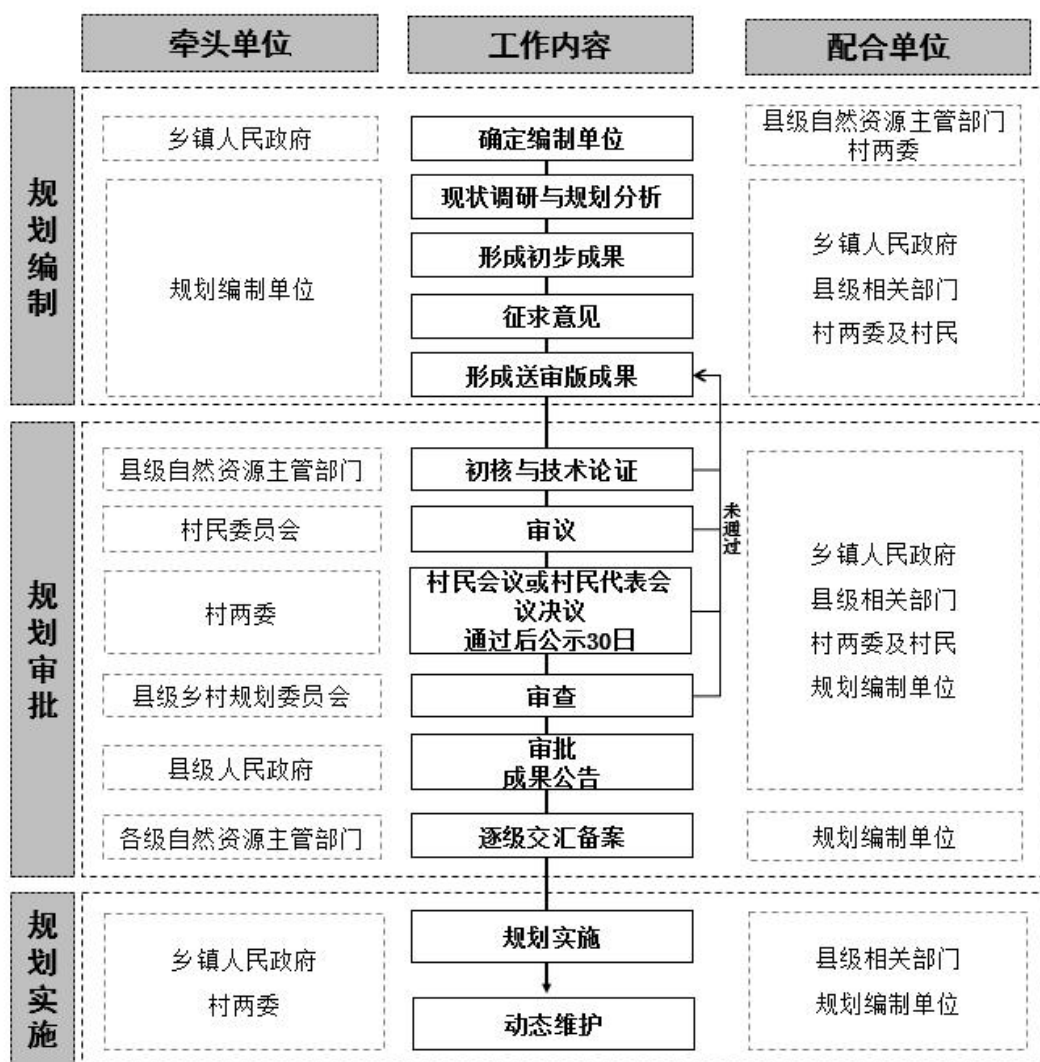 牵头单位
工作内容
配合单位
规划编制
乡镇人民政府
确定编制单位
县级自然资源主管部门
村两委
规划编制单位
现状调研与规划分析
形成初步成果
征求意见
形成送审版成果
乡镇人民政府
县级相关部门
村两委及村民
规划审批
县级自然资源主管部门
初核与技术论证
村民委员会
审议
村两委
村民会议或村民代表会
议决议
通过后公示30日
县级乡村规划委员会
审查
县级人民政府
审批
成果公告
未通过
乡镇人民政府
县级相关部门
村两委及村民
规划编制单位
各级自然资源主管部门
逐级交汇备案
规划编制单位
规划实施
乡镇人民政府
村两委
规划实施
动态维护
县级相关部门
规划编制单位